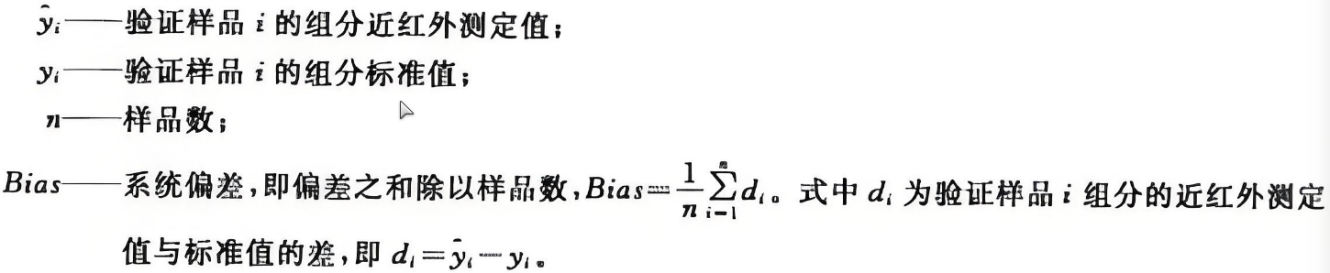 ŷᵢ——验证样品 i 的组分近红外测定值;
yᵢ——验证样品 i 的组分标准值;
n——样品数;
Bias——系统偏差,即偏差之和除以样品数,Bias=\frac{1}{n}\sum_{i=1}^{n}dᵢ。式中 dᵢ 为验证样品 i 组分的近红外测定
值与标准值的差,即 dᵢ=ŷᵢ-yᵢ。